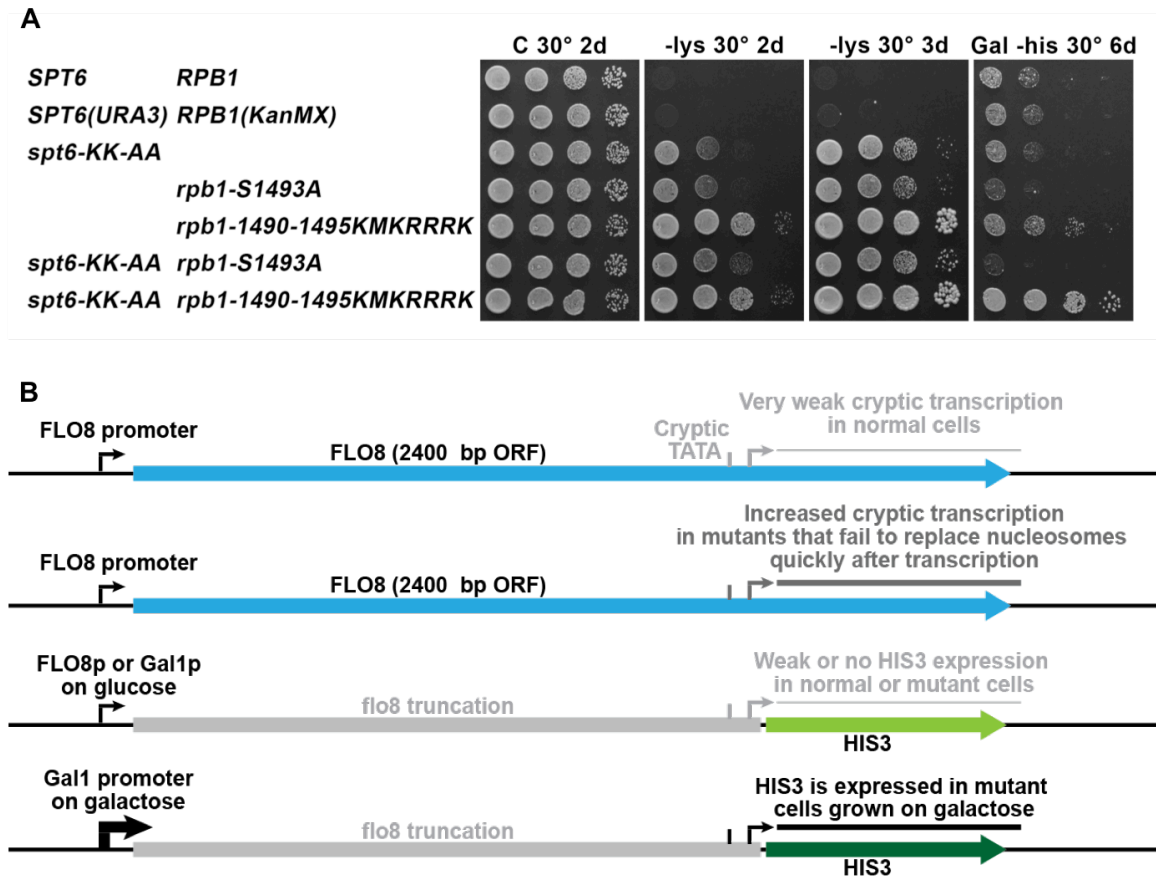 A
C 30° 2d -lys 30° 2d -lys 30° 3d Gal -his 30° 6d
SPT6 RPB1
SPT6(URA3) RPB1(KanMX)
spt6-KK-AA
rpb1-S1493A
rpb1-1490-1495KMKRRRK
spt6-KK-AA rpb1-S1493A
spt6-KK-AA rpb1-1490-1495KMKRRRK
B
FLO8 promoter
FLO8 (2400 bp ORF)
Cryptic
TATA
Very weak cryptic transcription
in normal cells
FLO8 promoter
FLO8 (2400 bp ORF)
Increased cryptic transcription
in mutants that fail to replace nucleosomes
quickly after transcription
FLO8p or Gal1p
on glucose
flo8 truncation
Weak or no HIS3 expression
in normal or mutant cells
HIS3
Gal1 promoter
on galactose
flo8 truncation
HIS3 is expressed in mutant
cells grown on galactose
HIS3